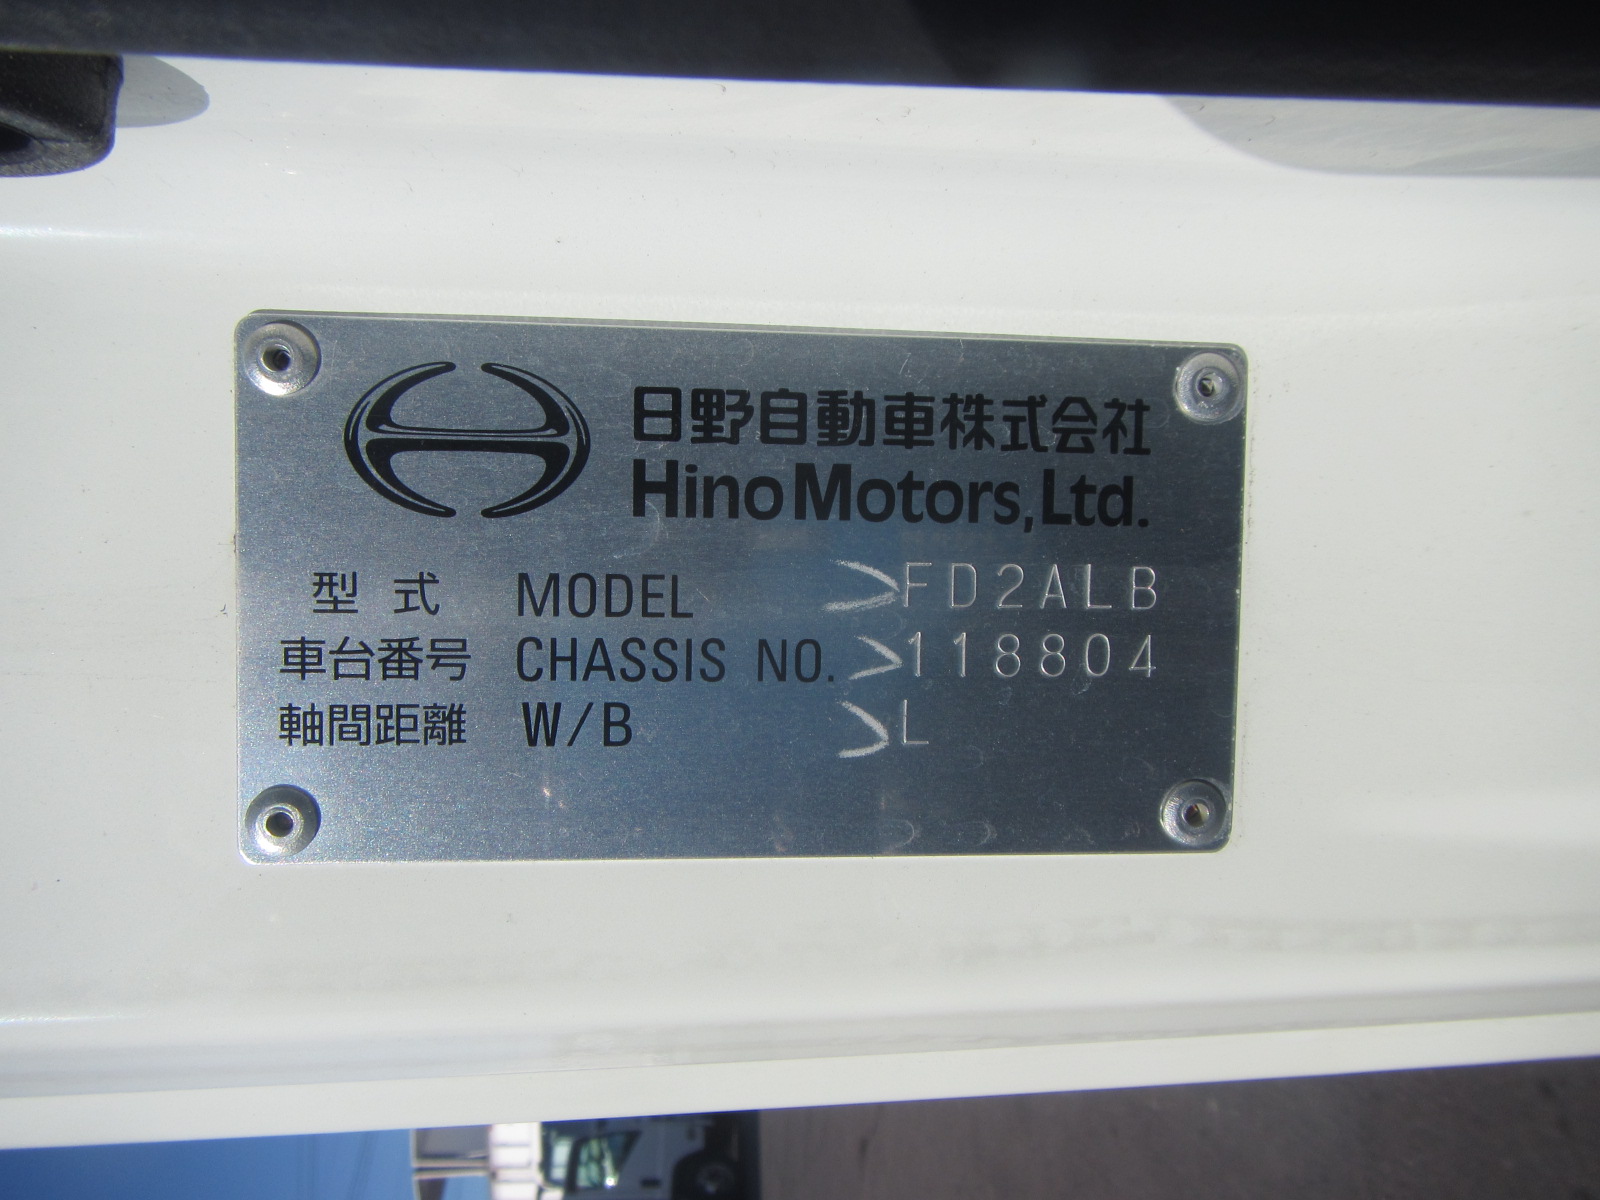 日野自動車株式会社
Hino Motors, Ltd.
型式 MODEL >FD2ALB
車台番号 CHASSIS NO. >118804
軸間距離 W/B >L